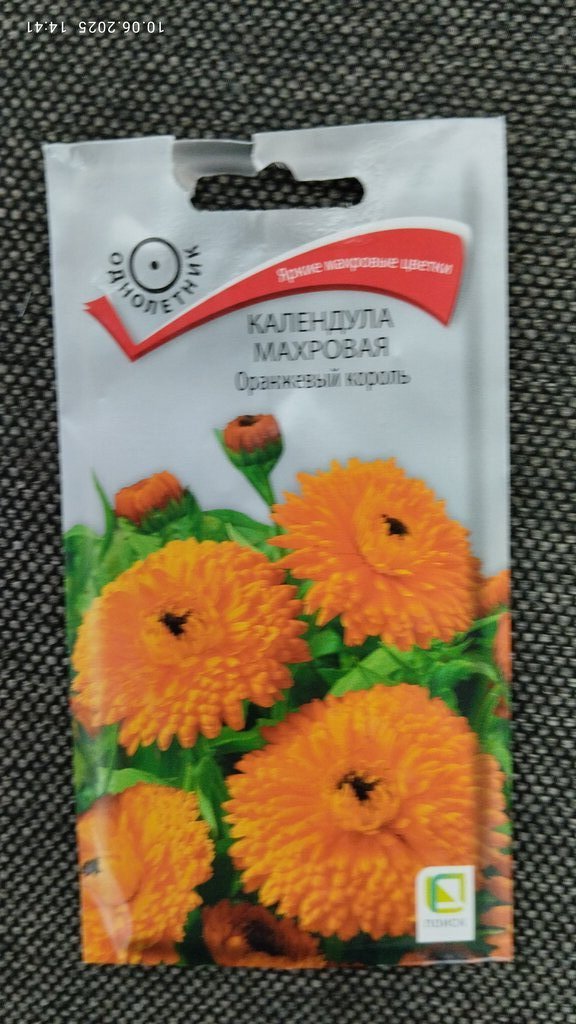 10.06.2025 14:41
ОДНОЛЕТНИК
Яркие махровые цветки
КАЛЕНДУЛА
МАХРОВАЯ
Оранжевый король
ПОИСК